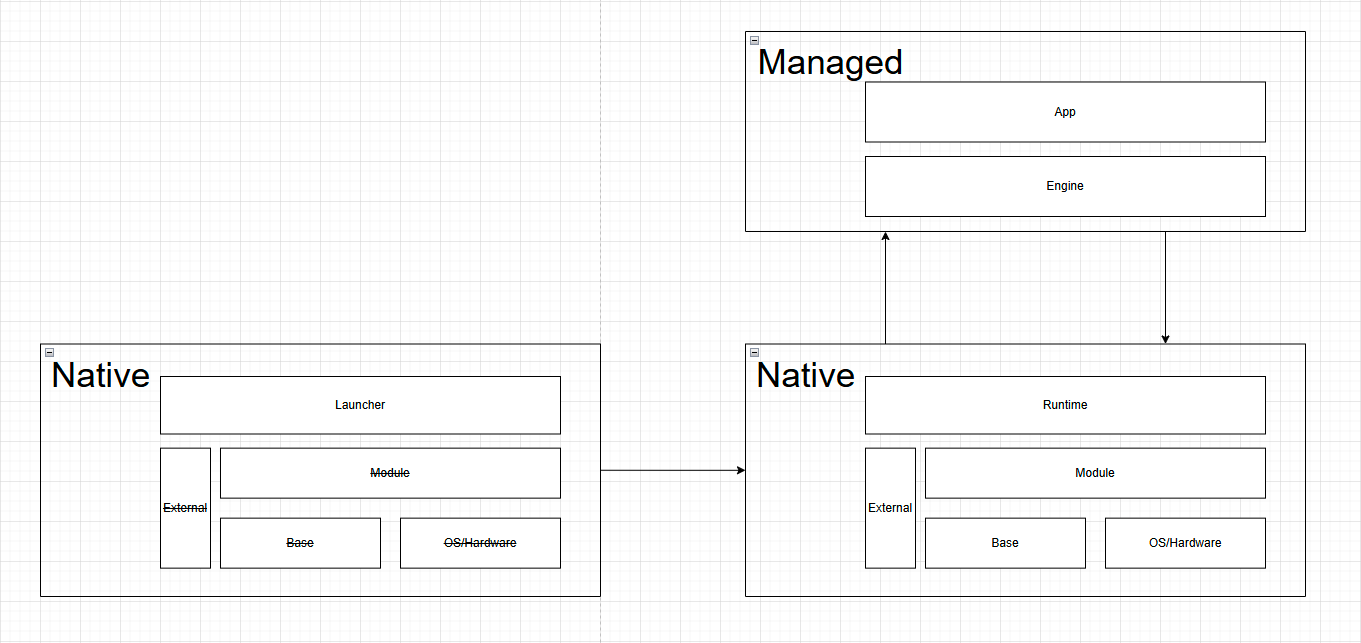 Managed
App
Engine
Native
Launcher
Module
External
Base
OS/Hardware
Native
Runtime
Module
External
Base
OS/Hardware